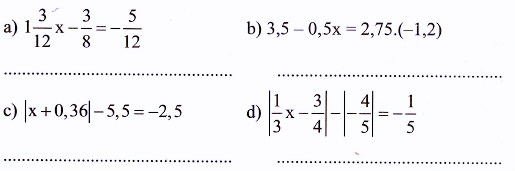 a) 1 3/12 x − 3/8 = − 5/12 b) 3,5 – 0,5x = 2,75.(–1,2)
........................................................ ........................................................
c) |x + 0,36| – 5,5 = –2,5 d) |1/3 x − 3/4| − |− 4/5| = − 1/5
........................................................ ........................................................